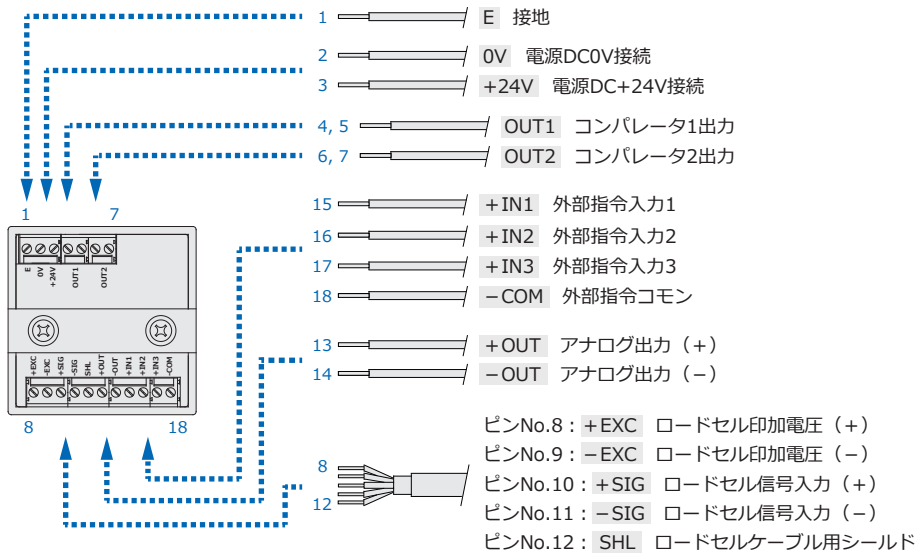 1 E 接地
2 0V 電源DC0V接続
3 +24V 電源DC+24V接続
4, 5 OUT1 コンパレータ1出力
6, 7 OUT2 コンパレータ2出力
15 +IN1 外部指令入力1
16 +IN2 外部指令入力2
17 +IN3 外部指令入力3
18 −COM 外部指令コモン
13 +OUT アナログ出力（+）
14 −OUT アナログ出力（−）
8
12
ピンNo.8：+EXC ロードセル印加電圧（+）
ピンNo.9：−EXC ロードセル印加電圧（−）
ピンNo.10：+SIG ロードセル信号入力（+）
ピンNo.11：−SIG ロードセル信号入力（−）
ピンNo.12：SHL ロードセルケーブル用シールド
1 7
E 0V +24V OUT1 OUT2
+EXC -EXC +SIG -SIG SHL +OUT -OUT +IN1 +IN2 +IN3 -COM
8 18